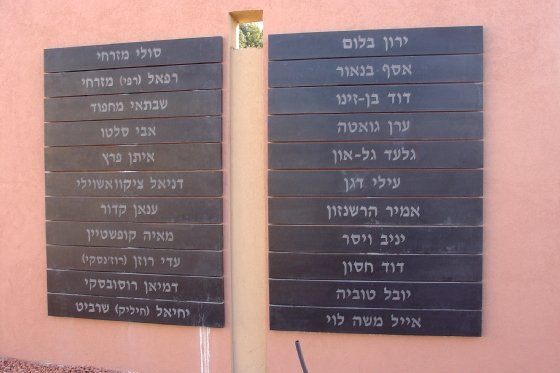 ירון בלום
אסף בנאור
דוד בן-זינו
ערן גואטה
גלעד גל-און
עילי דגן
אמיר הרשנזון
יניב ויסר
דוד חסון
יובל טוביה
אייל משה לוי
סולי מזרחי
רפאל (רפי) מזרחי
שבתאי מחפוד
אבי סלטו
איתן פרץ
דניאל ציקוואשוילי
ענאן קדור
מאיה קופשטיין
עדי רוזן (רוז'נסקי)
דמיאן רוסובסקי
יחיאל (חיליק) שרביט